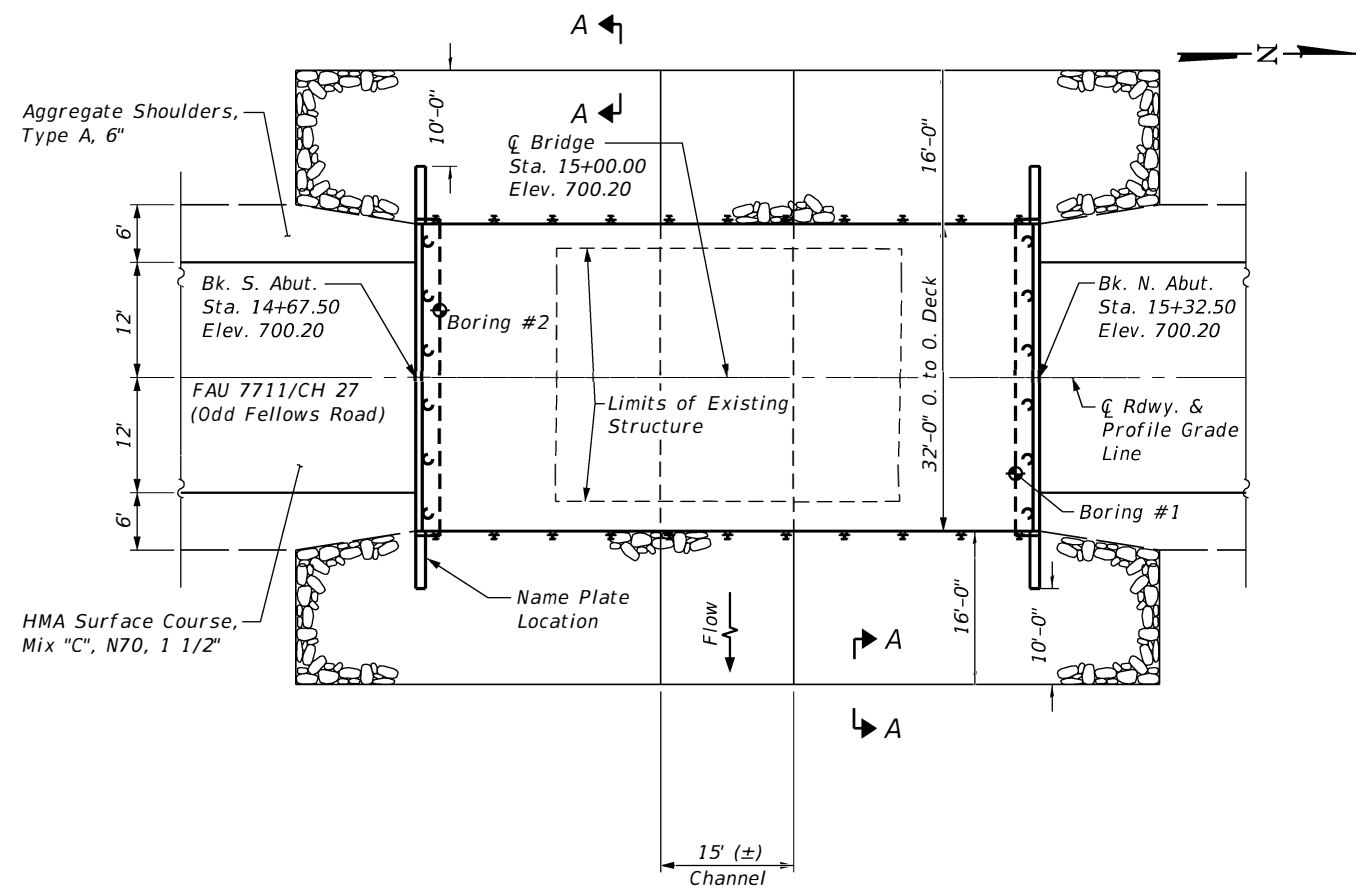 A
N
Aggregate Shoulders,
Type A, 6"
10'-0"
A
℄ Bridge
Sta. 15+00.00
Elev. 700.20
16'-0"
6'
12'
12'
6'
Bk. S. Abut.
Sta. 14+67.50
Elev. 700.20
Boring #2
Bk. N. Abut.
Sta. 15+32.50
Elev. 700.20
FAU 7711/CH 27
(Odd Fellows Road)
Limits of Existing
Structure
32'-0" O. to O. Deck
℄ Rdwy. &
Profile Grade
Line
Boring #1
Name Plate
Location
HMA Surface Course,
Mix "C", N70, 1 1/2"
Flow
16'-0"
10'-0"
A
A
15' (±)
Channel